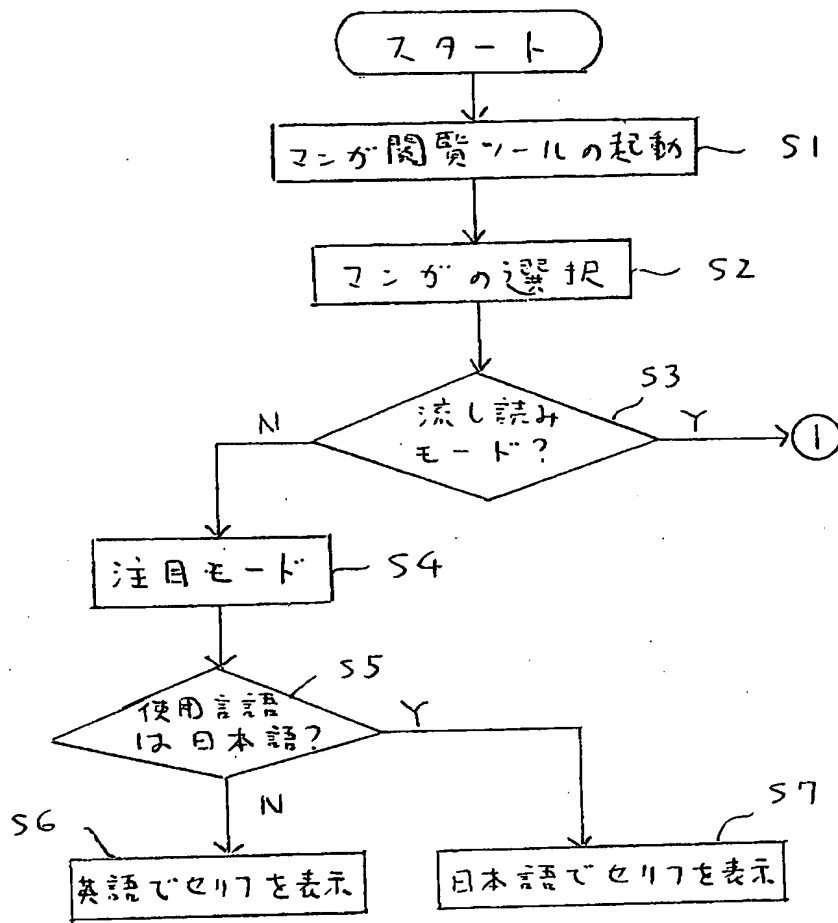 スタート
マンガ閲覧ツールの起動
S1
マンガの選択
S2
S3
流し読み
モード?
N
Y
1
注目モード
S4
S5
使用言語
は日本語?
Y
N
S6
S7
英語でセリフを表示
日本語でセリフを表示